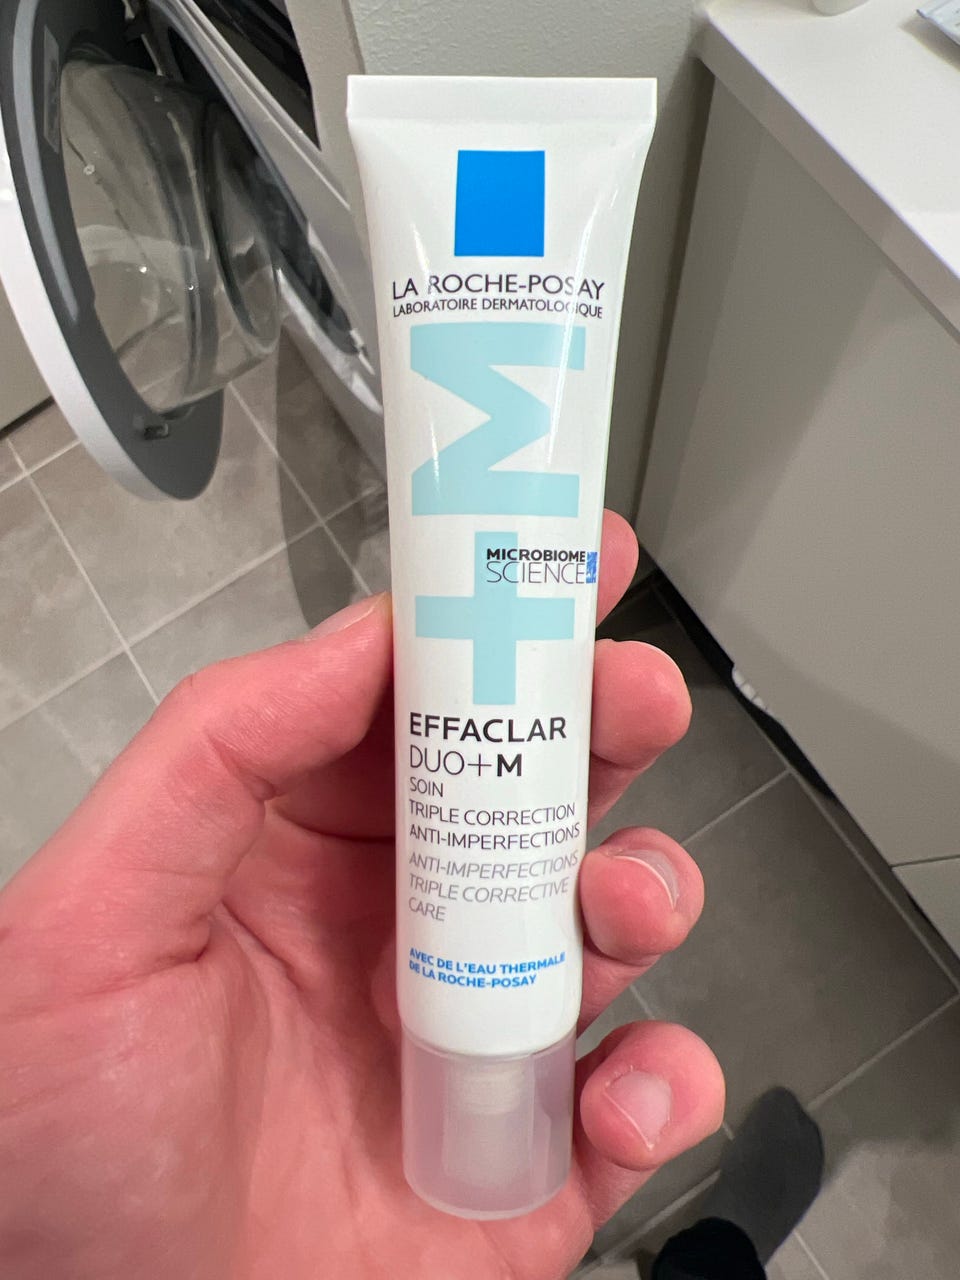 LA ROCHE-POSAY
LABORATOIRE DERMATOLOGIQUE
+M
MICROBIOME
SCIENCE
EFFACLAR
DUO+M
SOIN
TRIPLE CORRECTION
ANTI-IMPERFECTIONS
ANTI-IMPERFECTIONS
TRIPLE CORRECTIVE
CARE
AVEC DE L'EAU THERMALE
DE LA ROCHE-POSAY